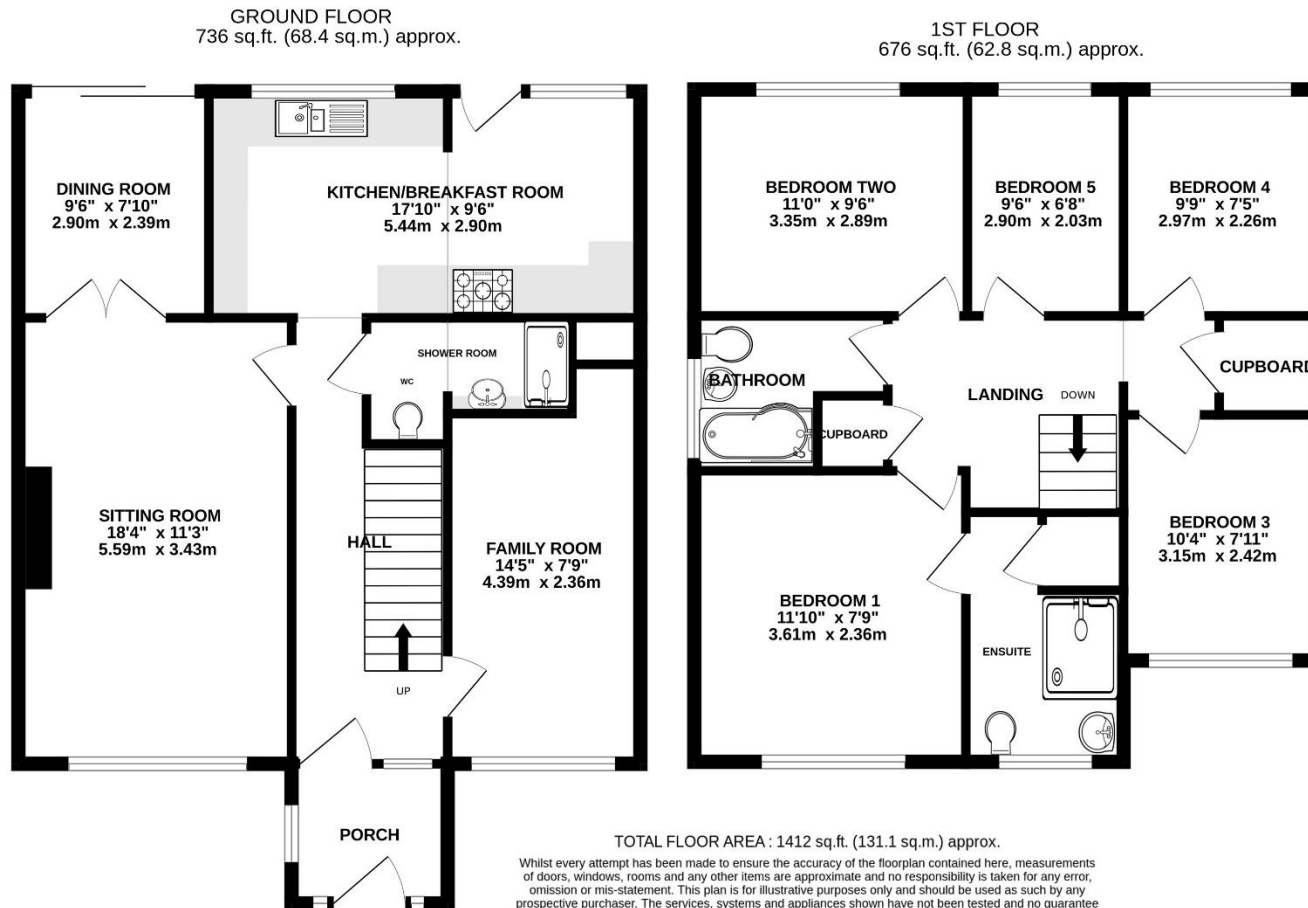 GROUND FLOOR
736 sq.ft. (68.4 sq.m.) approx.
1ST FLOOR
676 sq.ft. (62.8 sq.m.) approx.
DINING ROOM
9'6" x 7'10"
2.90m x 2.39m
KITCHEN/BREAKFAST ROOM
17'10" x 9'6"
5.44m x 2.90m
SHOWER ROOM
WC
SITTING ROOM
18'4" x 11'3"
5.59m x 3.43m
HALL
FAMILY ROOM
14'5" x 7'9"
4.39m x 2.36m
UP
PORCH
BEDROOM TWO
11'0" x 9'6"
3.35m x 2.89m
BEDROOM 5
9'6" x 6'8"
2.90m x 2.03m
BEDROOM 4
9'9" x 7'5"
2.97m x 2.26m
BATHROOM
CUPBOARD
LANDING
DOWN
CUPBOARD
BEDROOM 3
10'4" x 7'11"
3.15m x 2.42m
BEDROOM 1
11'10" x 7'9"
3.61m x 2.36m
ENSUITE
TOTAL FLOOR AREA : 1412 sq.ft. (131.1 sq.m.) approx.
Whilst every attempt has been made to ensure the accuracy of the floorplan contained here, measurements
of doors, windows, rooms and any other items are approximate and no responsibility is taken for any error,
omission or mis-statement. This plan is for illustrative purposes only and should be used as such by any
prospective purchaser. The services, systems and appliances shown have not been tested and no guarantee